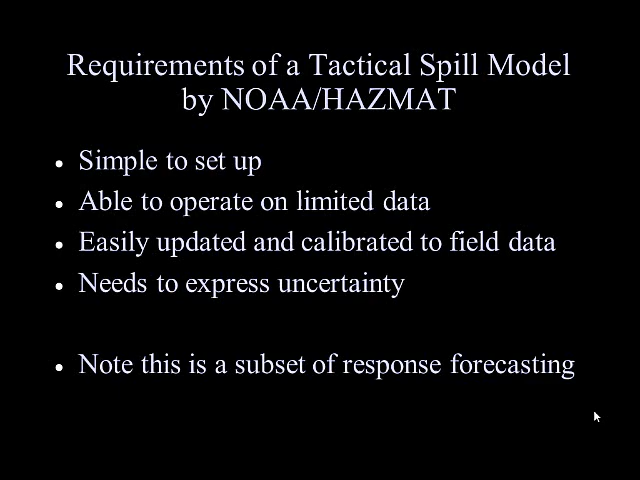 Requirements of a Tactical Spill Model
by NOAA/HAZMAT
• Simple to set up
• Able to operate on limited data
• Easily updated and calibrated to field data
• Needs to express uncertainty
• Note this is a subset of response forecasting